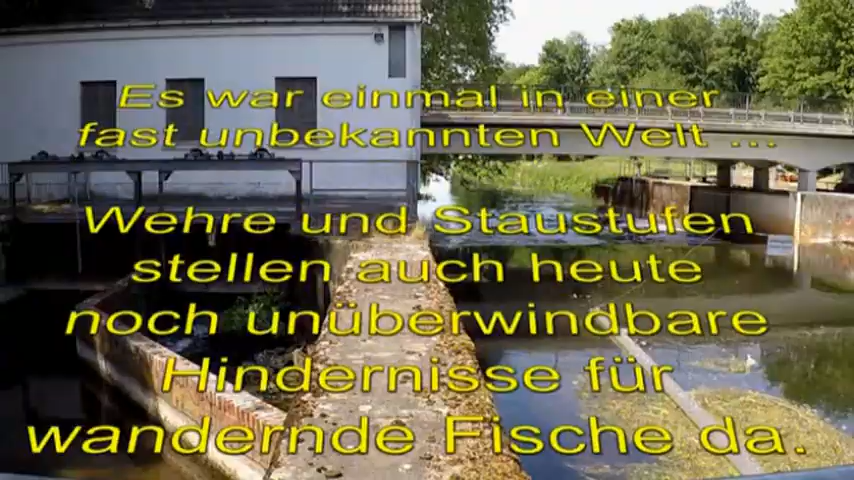 Es war einmal in einer
fast unbekannten Welt ...
Wehre und Staustufen
stellen auch heute
noch unüberwindbare
Hindernisse für
wandernde Fische da.